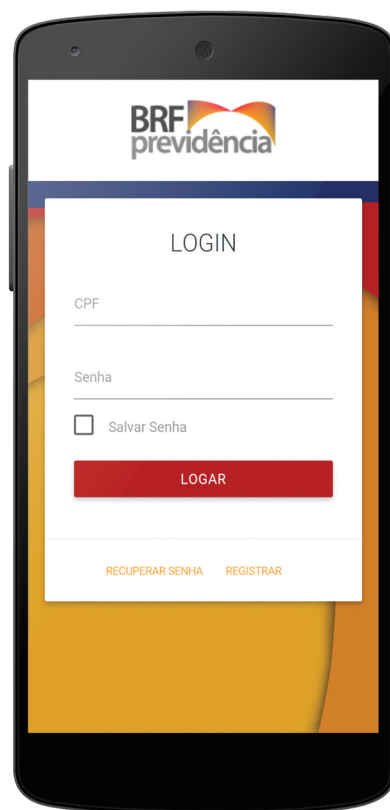 BRF
previdência
LOGIN
CPF
Senha
Salvar Senha
LOGAR
RECUPERAR SENHA REGISTRAR